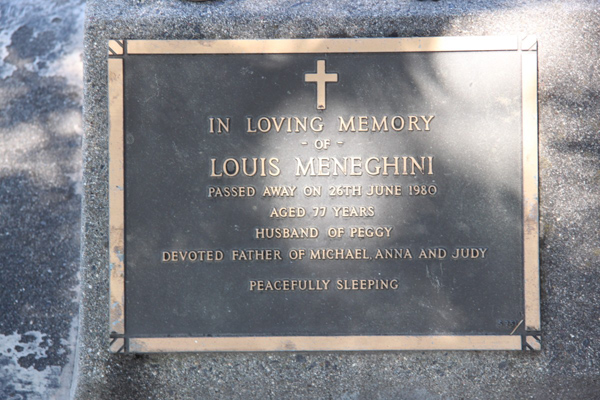 IN LOVING MEMORY
- OF -
LOUIS MENEGHINI
PASSED AWAY ON 26TH JUNE 1980
AGED 77 YEARS
HUSBAND OF PEGGY
DEVOTED FATHER OF MICHAEL, ANNA AND JUDY
PEACEFULLY SLEEPING